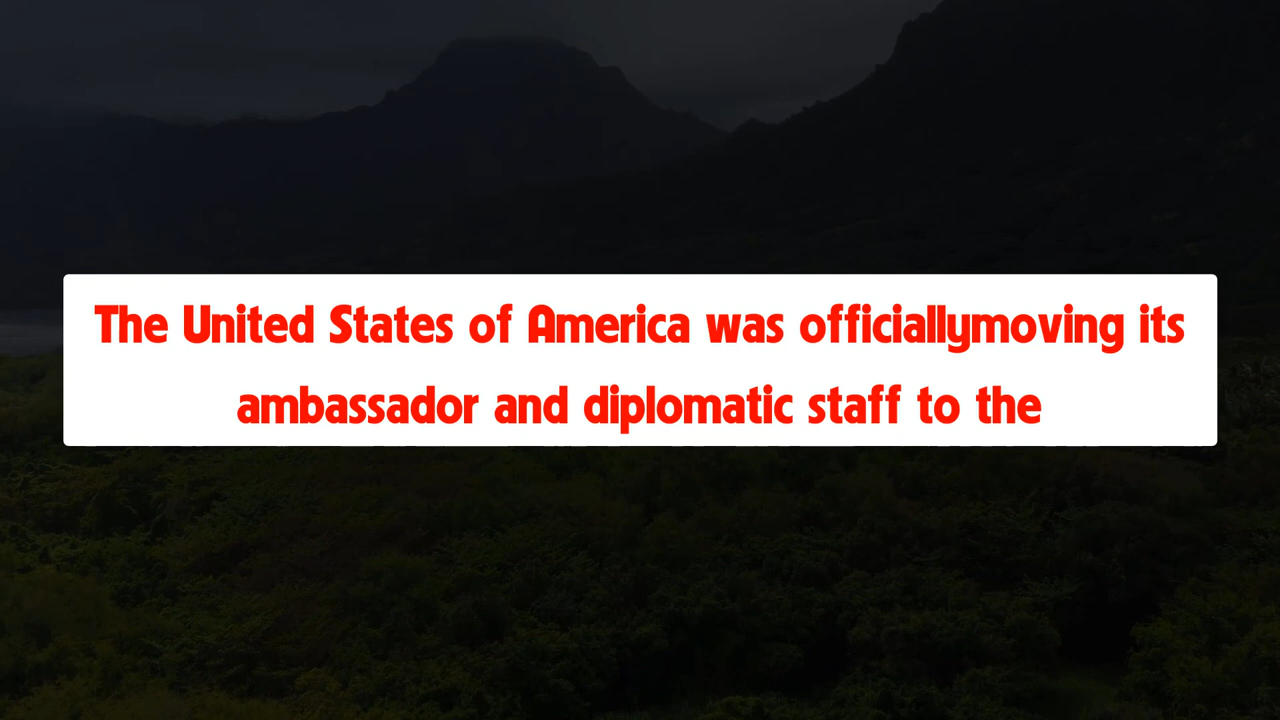 The United States of America was officiallymoving its
ambassador and diplomatic staff to the